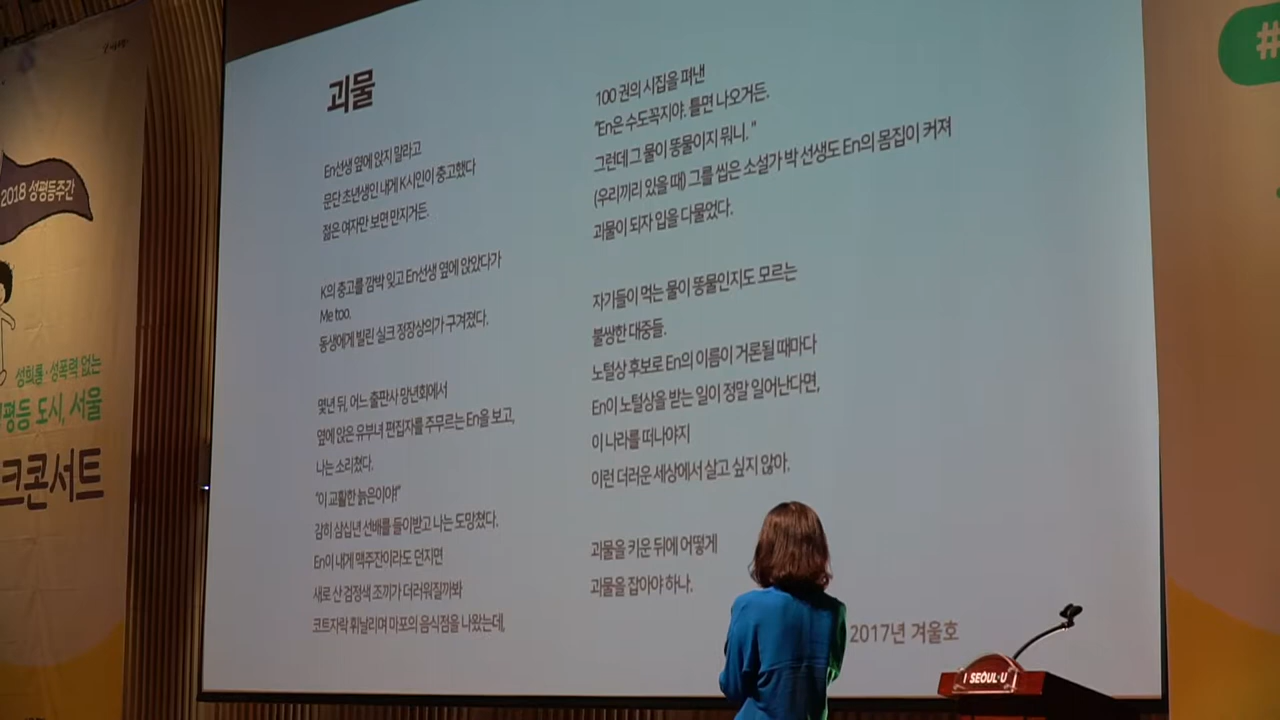 괴물
En선생 옆에 앉지 말라고
문단 초년생인 내게 K시인이 충고했다
젊은 여자만 보면 만지거든.
K의 충고를 깜박 잊고 En선생 옆에 앉았다가
Me too.
동생에게 빌린 실크 정장상의가 구겨졌다.
몇년 뒤, 어느 출판사 망년회에서
옆에 앉은 유부녀 편집자를 주무르는 En을 보고,
나는 소리쳤다.
"이 교활한 늙은이야!"
감히 삼십년 선배를 들이받고 나는 도망쳤다.
En이 내게 맥주잔이라도 던지면
새로 산 검정색 조끼가 더러워질까봐
코트자락 휘날리며 마포의 음식점을 나왔는데,
100 권의 시집을 펴낸
"En은 수도꼭지야. 틀면 나오거든.
그런데 그 물이 똥물이지 뭐니. "
(우리끼리 있을 때) 그를 씹은 소설가 박 선생도 En의 몸집이 커져
괴물이 되자 입을 다물었다.
자기들이 먹는 물이 똥물인지도 모르는
불쌍한 대중들.
노털상 후보로 En의 이름이 거론될 때마다
En이 노털상을 받는 일이 정말 일어난다면,
이 나라를 떠나야지
이런 더러운 세상에서 살고 싶지 않아.
괴물을 키운 뒤에 어떻게
괴물을 잡아야 하나.
2017년 겨울호
2018 성평등주간
성희롱·성폭력 없는
평등 도시, 서울
크콘서트
#
I SEOUL U